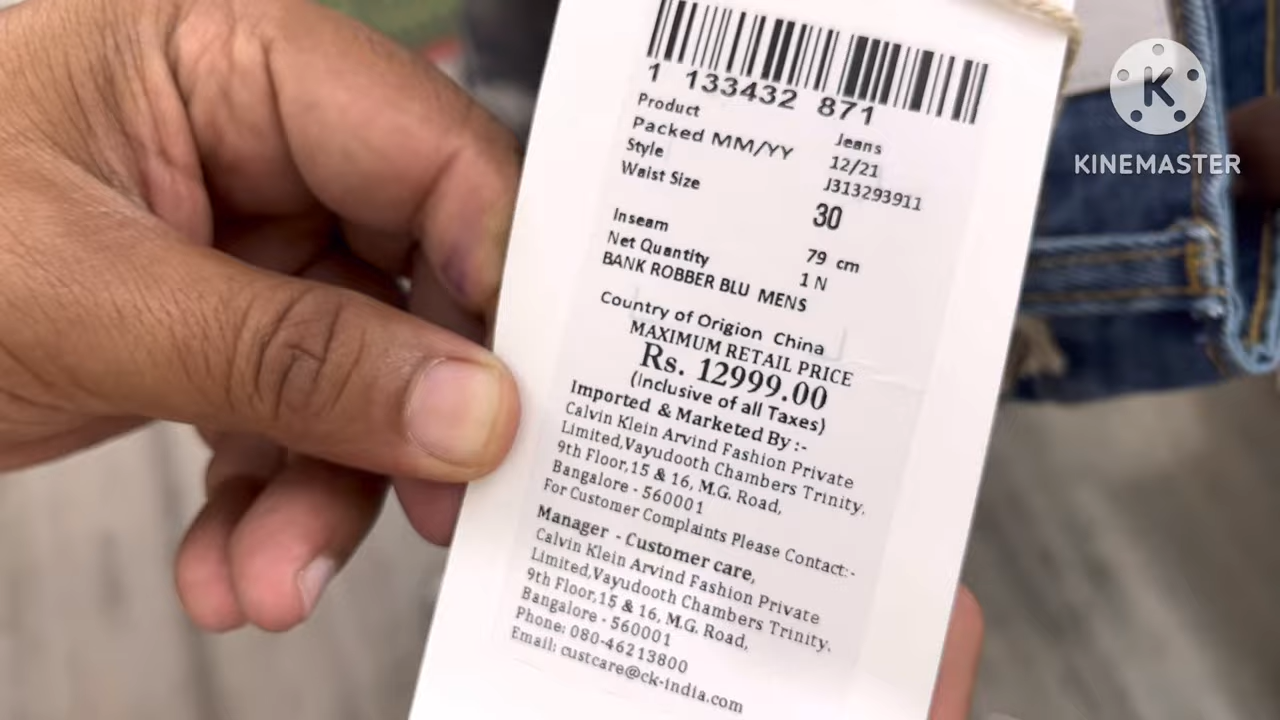 1 133432 871
Product Jeans
Packed MM/YY 12/21
Style J313293911
Waist Size 30
Inseam 79 cm
Net Quantity 1 N
BANK ROBBER BLU MENS
Country of Origion China
MAXIMUM RETAIL PRICE
Rs. 12999.00
(Inclusive of all Taxes)
Imported & Marketed By :-
Calvin Klein Arvind Fashion Private
Limited,Vayudooth Chambers Trinity,
9th Floor,15 & 16, M.G. Road,
Bangalore - 560001
For Customer Complaints Please Contact:-
Manager - Customer care,
Calvin Klein Arvind Fashion Private
Limited,Vayudooth Chambers Trinity,
9th Floor,15 & 16, M.G. Road,
Bangalore - 560001
Phone: 080-46213800
Email: custcare@ck-india.com
K
KINEMASTER